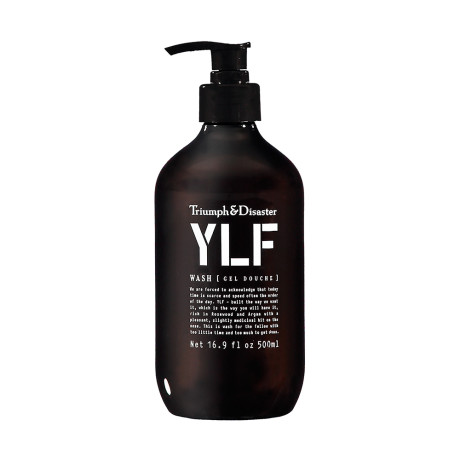 Triumph&Disaster
YLF
WASH [ GEL DOUCHE ]
We are forced to acknowledge that today
time is scarce and speed often the order
of the day. YLF - built the way we want
it, which is the way you will have it,
rich in Rosewood and Argan with a
pleasant, slightly medicinal hit on the
nose. This is wash for the fellow with
too little time and too much to get done.
Net 16.9 fl oz 500ml